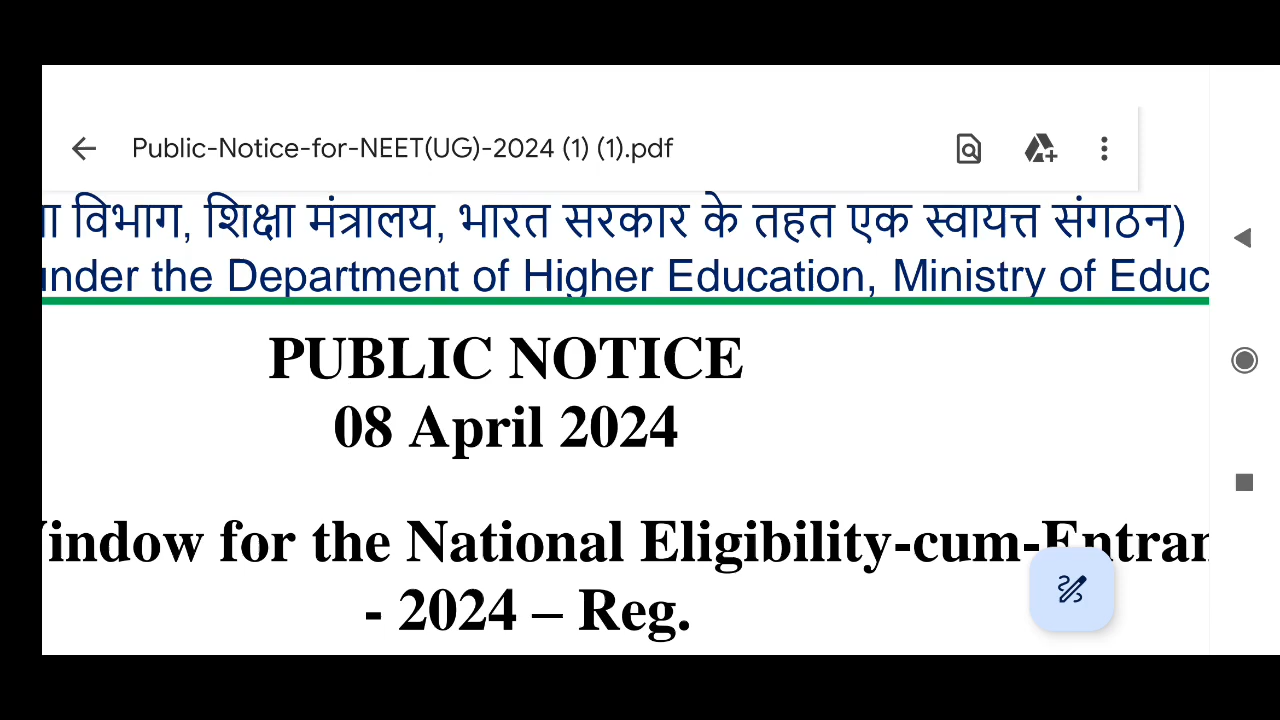 Public-Notice-for-NEET(UG)-2024 (1) (1).pdf
विभाग, शिक्षा मंत्रालय, भारत सरकार के तहत एक स्वायत्त संगठन)
under the Department of Higher Education, Ministry of Educ
PUBLIC NOTICE
08 April 2024
indow for the National Eligibility-cum-Entran
- 2024 – Reg.